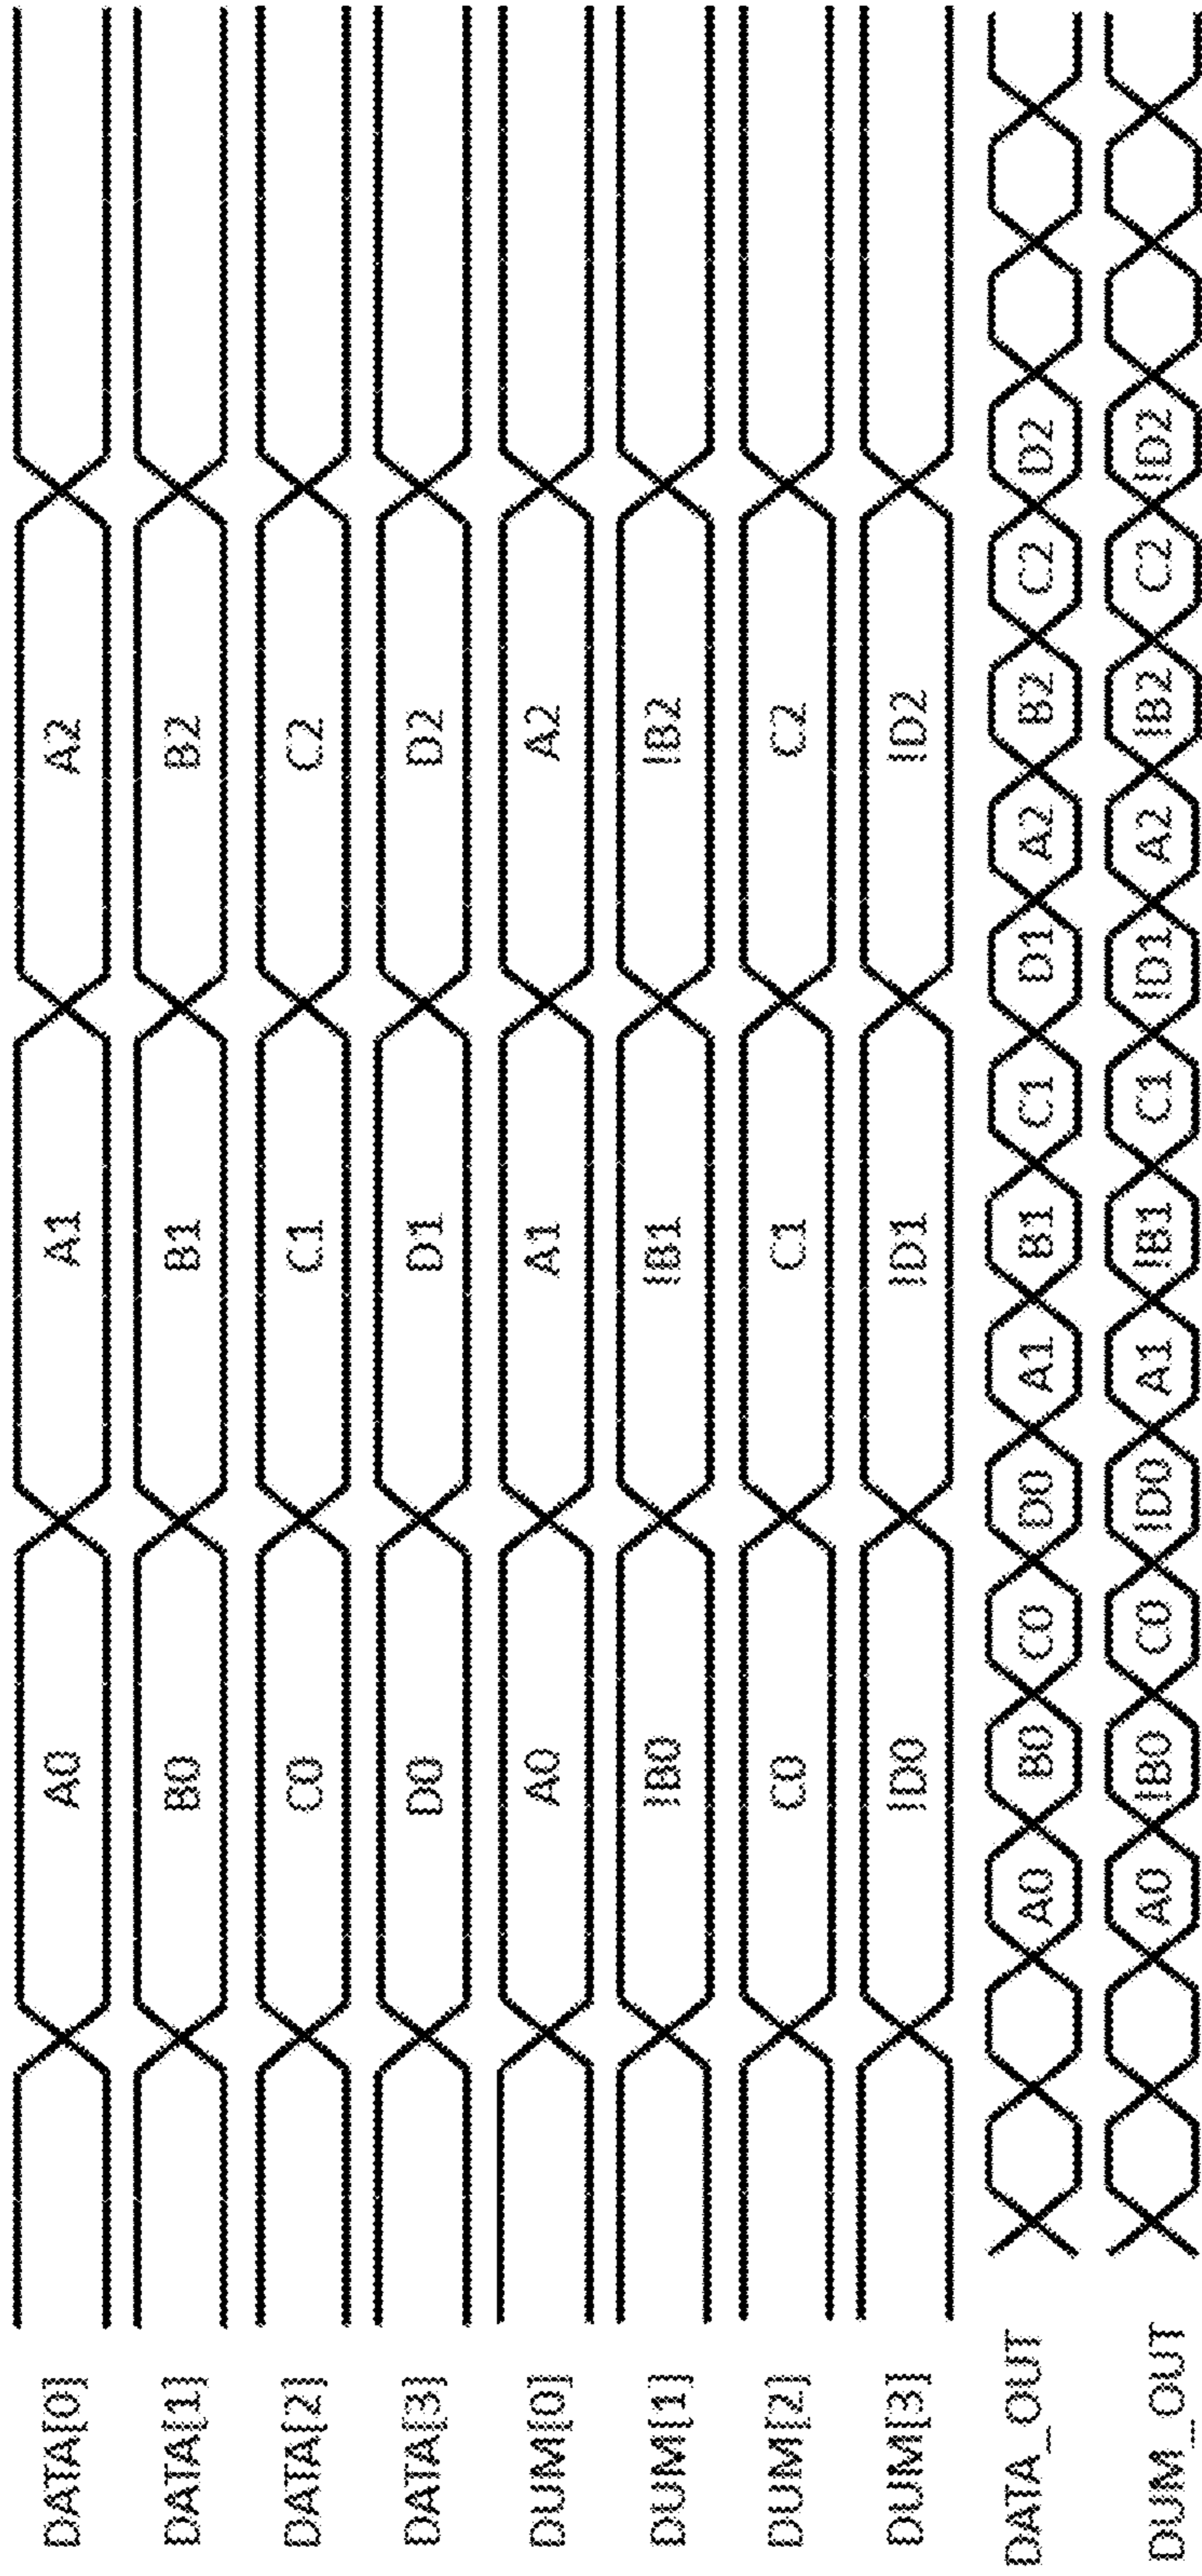 DATA[0] A0 A1 A2
DATA[1] B0 B1 B2
DATA[2] C0 C1 C2
DATA[3] D0 D1 D2
DUM[0] A0 A1 A2
DUM[1] !B0 !B1 !B2
DUM[2] C0 C1 C2
DUM[3] !D0 !D1 !D2
DATA_OUT A0 B0 C0 D0 A1 B1 C1 D1 A2 B2 C2 D2
DUM_OUT A0 !B0 C0 !D0 A1 !B1 C1 !D1 A2 !B2 C2 !D2